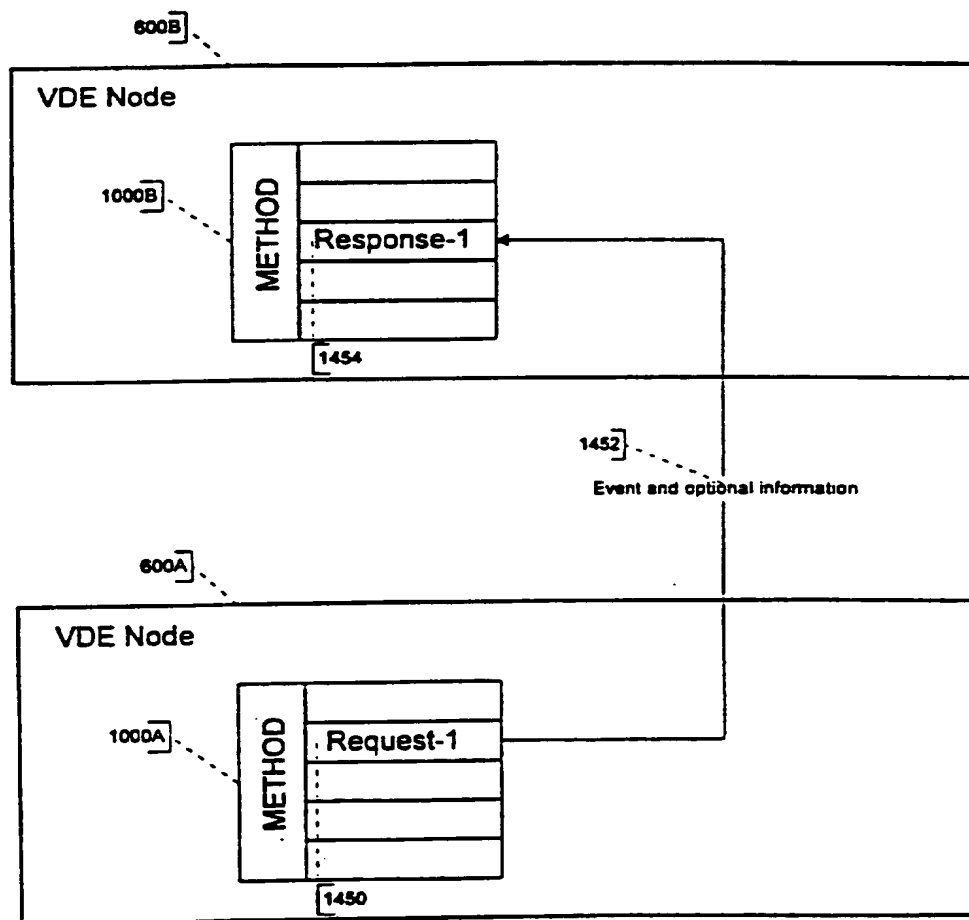 600B
VDE Node
1000B
METHOD
Response-1
1454
1452
Event and optional information
600A
VDE Node
1000A
METHOD
Request-1
1450